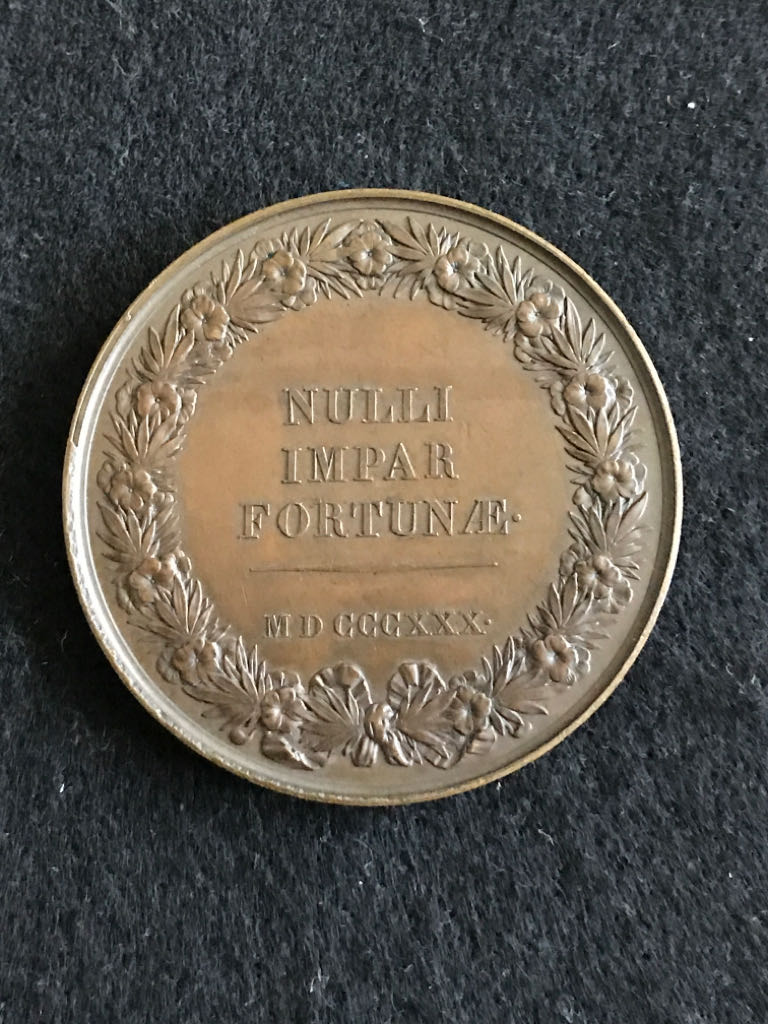 NULLI
IMPAR
FORTUNÆ·
MDCCCXXX·